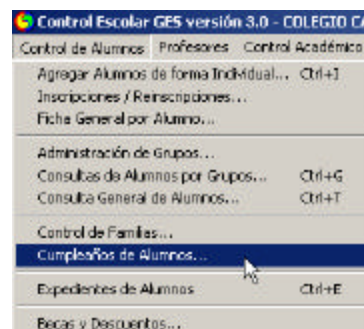 Control Escolar GES versión 3.0 - COLEGIO CA
Control de Alumnos Profesores Control Académico
Agregar Alumnos de forma Individual... Ctrl+I
Inscripciones / Reinscripciones...
Ficha General por Alumno...
Administración de Grupos...
Consultas de Alumnos por Grupos... Ctrl+G
Consulta General de Alumnos... Ctrl+T
Control de Familias...
Cumpleaños de Alumnos...
Expedientes de Alumnos Ctrl+E
Becas y Descuentos...